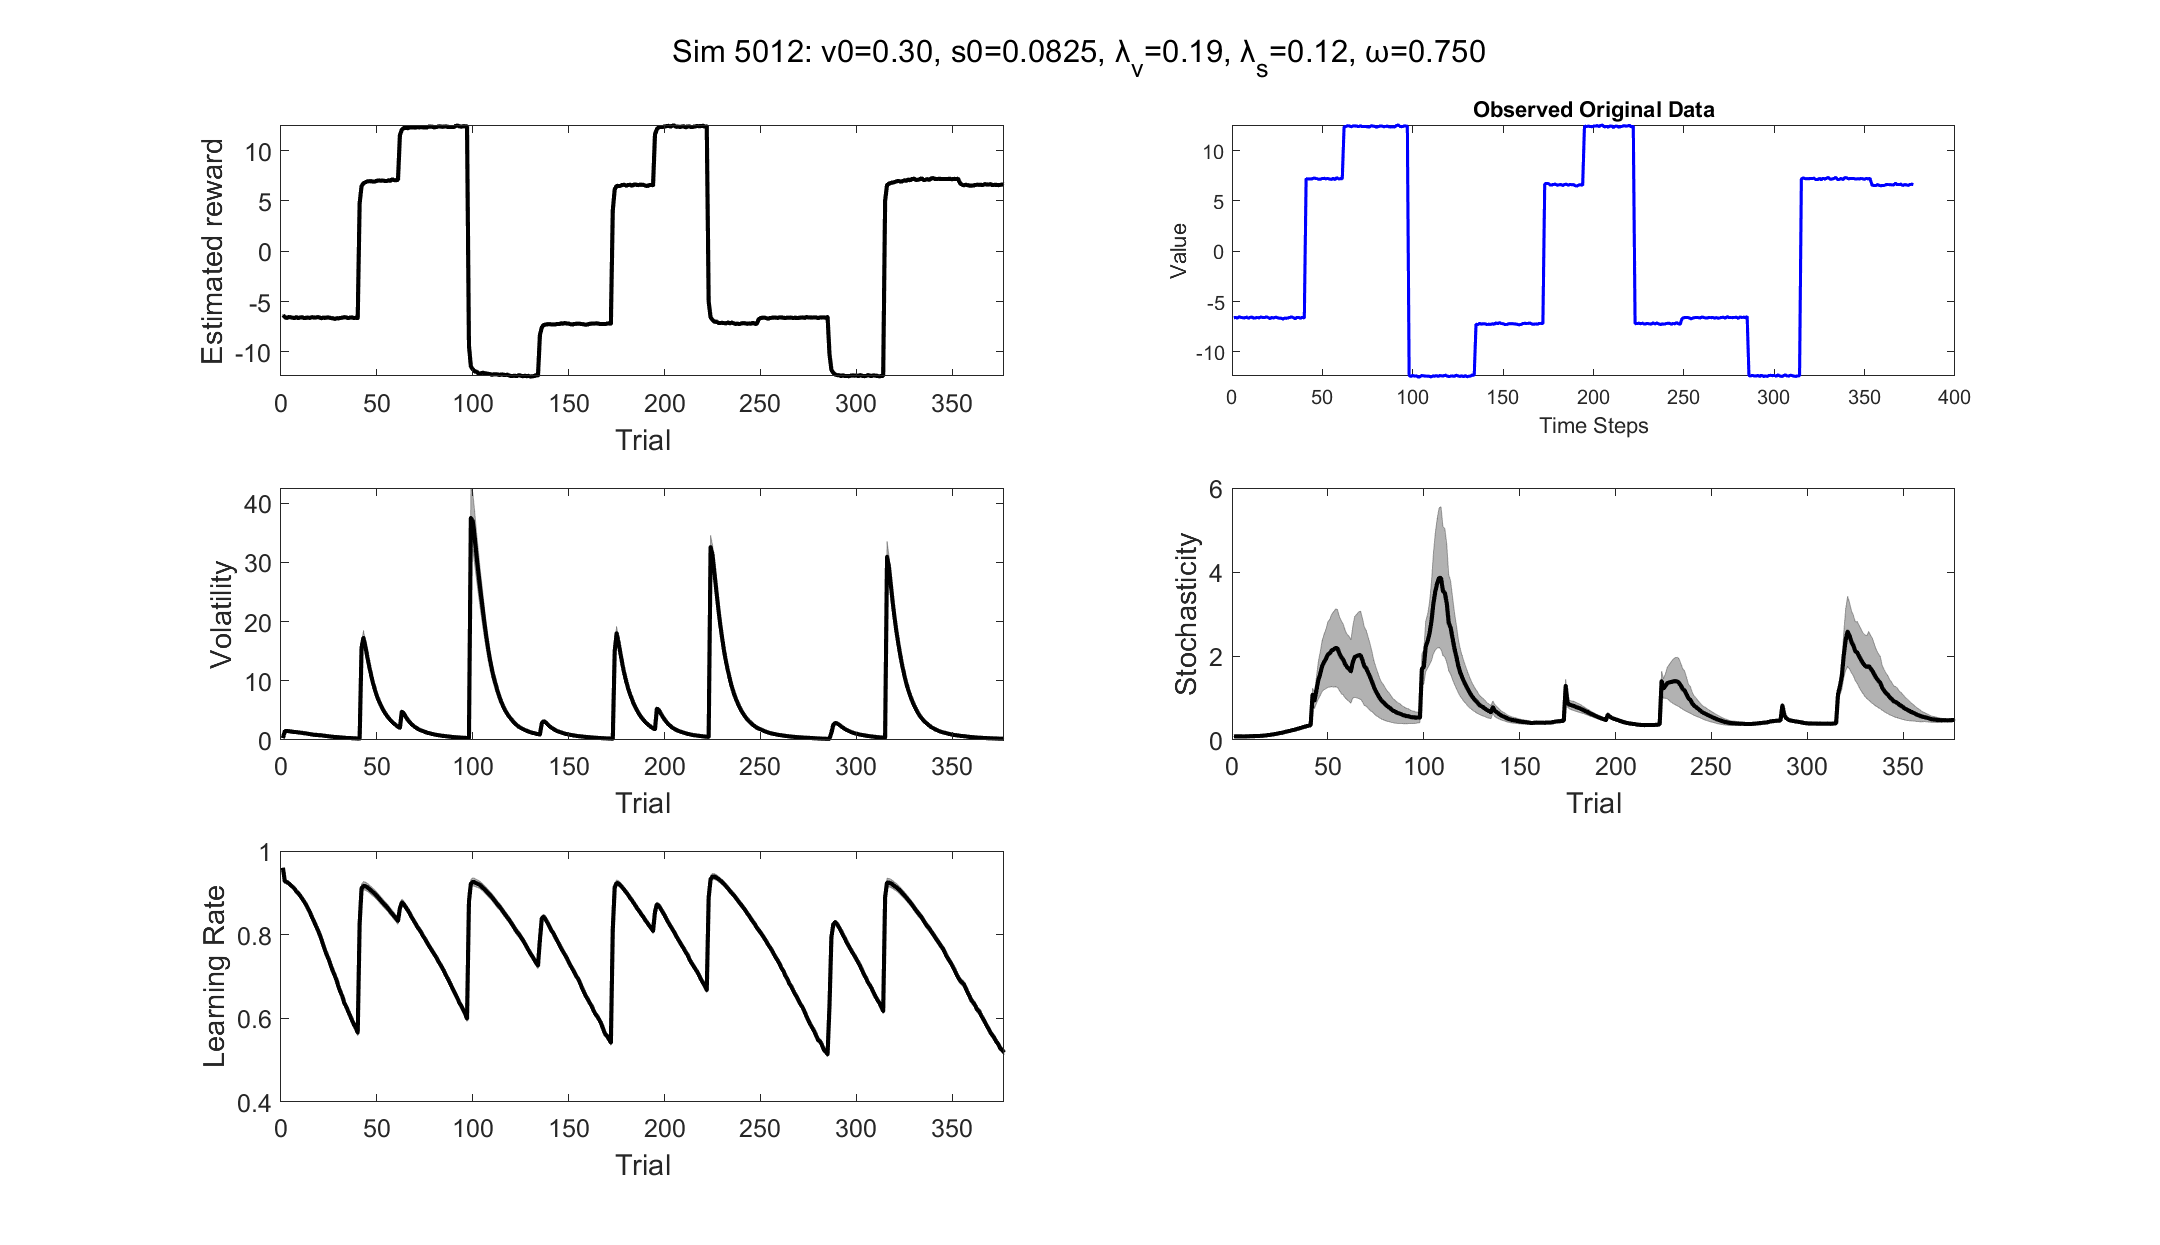 Sim 5012: v0=0.30, s0=0.0825, λv=0.19, λs=0.12, ω=0.750
Estimated reward
10
5
0
-5
-10
0 50 100 150 200 250 300 350
Trial
Observed Original Data
Value
10
5
0
-5
-10
0 50 100 150 200 250 300 350 400
Time Steps
Volatility
40
30
20
10
0
0 50 100 150 200 250 300 350
Trial
Stochasticity
6
4
2
0
0 50 100 150 200 250 300 350
Trial
Learning Rate
1
0.8
0.6
0.4
0 50 100 150 200 250 300 350
Trial